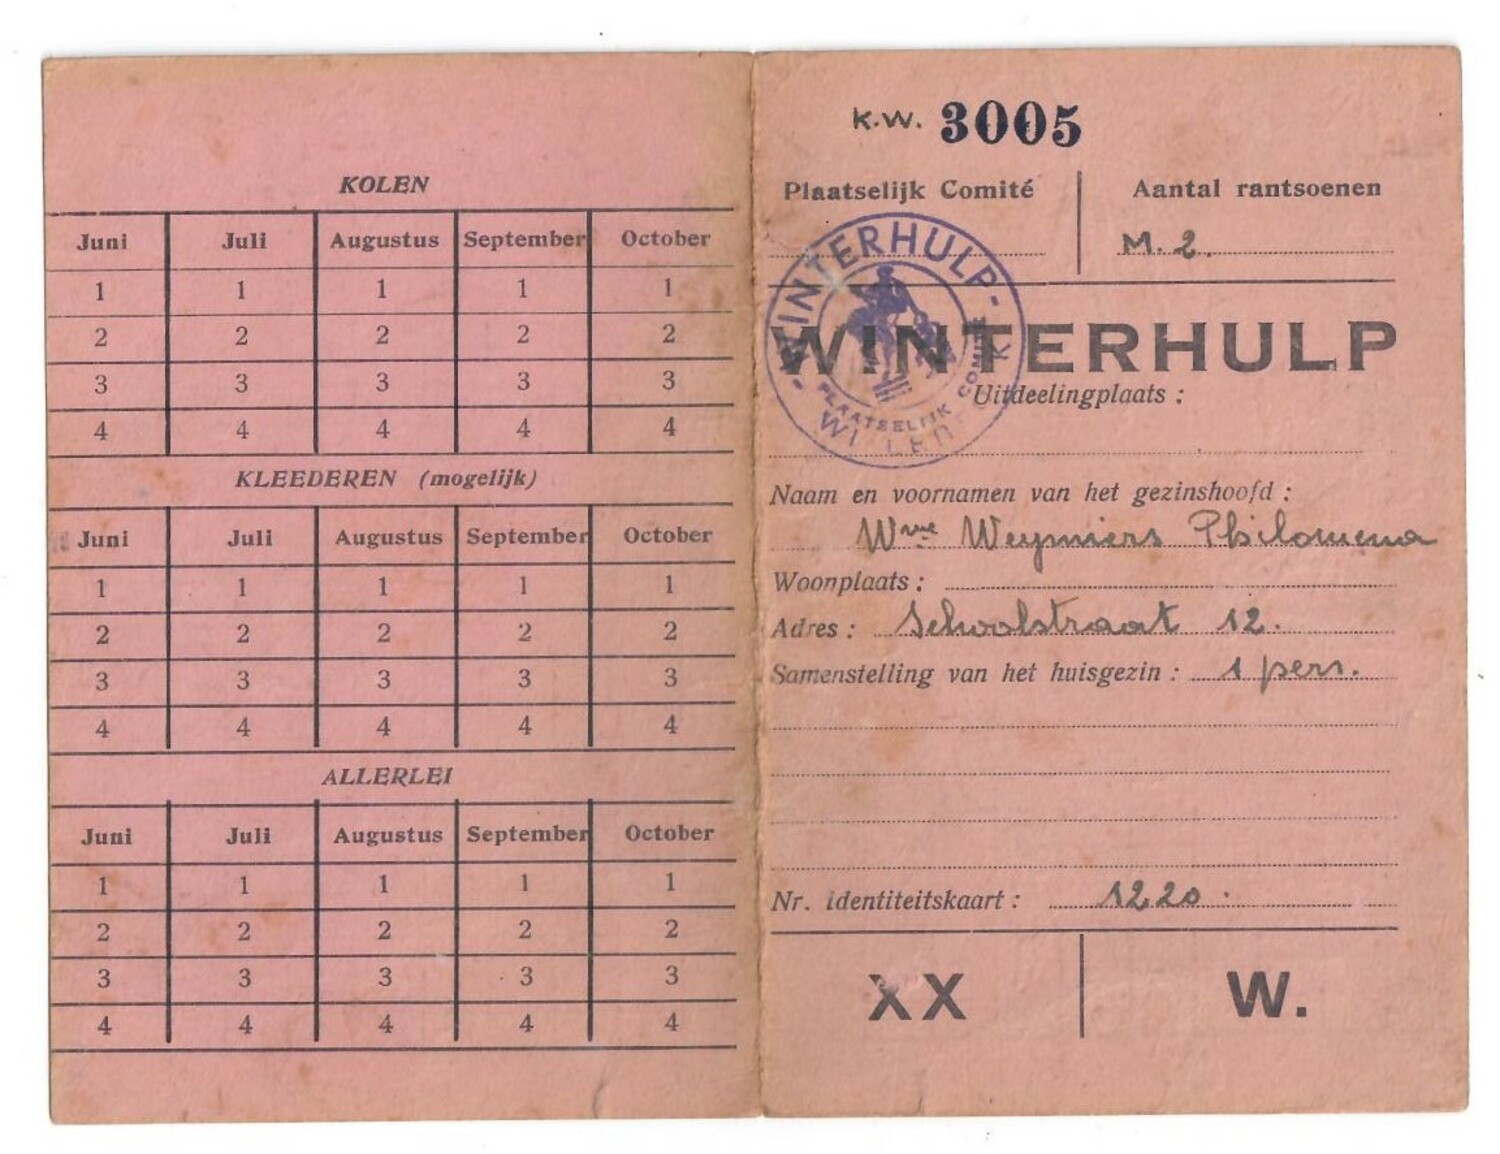 KOLEN
Juni Juli Augustus September October
1 1 1 1 1
2 2 2 2 2
3 3 3 3 3
4 4 4 4 4
KLEEDEREN (mogelijk)
Juni Juli Augustus September October
1 1 1 1 1
2 2 2 2 2
3 3 3 3 3
4 4 4 4 4
ALLERLEI
Juni Juli Augustus September October
1 1 1 1 1
2 2 2 2 2
3 3 3 3 3
4 4 4 4 4
K.W. 3005
Plaatselijk Comité
Aantal rantsoenen
M. 2.
WINTERHULP
PLAATSELIJK COMITE
WINTERHULP
Uitdeelingplaats :
Naam en voornamen van het gezinshoofd :
Wme Weymiers Philomena
Woonplaats :
Adres : Schoolstraat 12.
Samenstelling van het huisgezin : 1 pers.
Nr. identiteitskaart : 1220.
XX W.